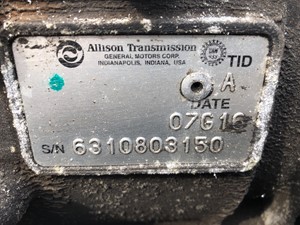 Allison Transmission
GENERAL MOTORS CORP.
INDIANAPOLIS, INDIANA, USA
TID
A
DATE
07G16
S/N 6310803150